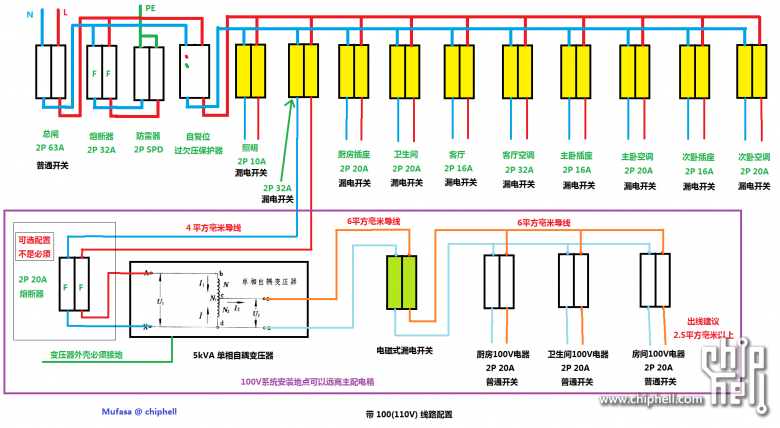 N
L
PE
F F
总闸
2P 63A
普通开关
熔断器
2P 32A
防雷器
2P SPD
自复位
过欠压保护器
照明
2P 10A
漏电开关
2P 32A
漏电开关
厨房插座
2P 20A
漏电开关
卫生间
2P 20A
漏电开关
客厅
2P 16A
漏电开关
客厅空调
2P 32A
漏电开关
主卧插座
2P 16A
漏电开关
主卧空调
2P 20A
漏电开关
次卧插座
2P 16A
漏电开关
次卧空调
2P 20A
漏电开关
4 平方毫米导线
6平方毫米导线
6平方毫米导线
可选配置
不是必须
2P 20A
熔断器
F F
A
X
U₁
I₁
I
b
N
N₁
c
N₂
d
I₂
U₂
单相自耦变压器
变压器外壳必须接地
5kVA 单相自耦变压器
电磁式漏电开关
厨房100V电器
2P 20A
普通开关
卫生间100V电器
2P 20A
普通开关
房间100V电器
2P 20A
普通开关
出线建议
2.5平方毫米以上
100V系统安装地点可以远离主配电箱
Mufasa @ chiphell
带 100(110V) 线路配置
chip hell
www.chiphell.com